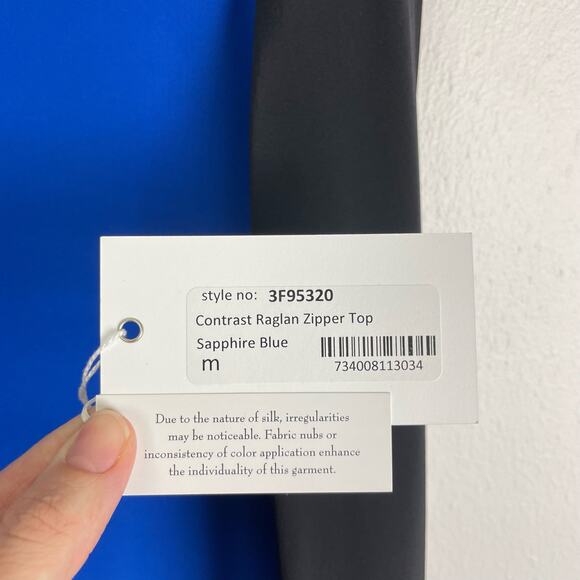 style no: 3F95320
Contrast Raglan Zipper Top
Sapphire Blue
m
734008113034
Due to the nature of silk, irregularities
may be noticeable. Fabric nubs or
inconsistency of color application enhance
the individuality of this garment.